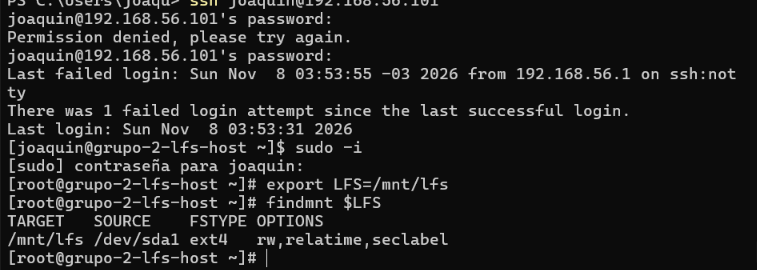 PS C:\Users\joaqu> ssh joaquin@192.168.56.101
joaquin@192.168.56.101's password:
Permission denied, please try again.
joaquin@192.168.56.101's password:
Last failed login: Sun Nov  8 03:53:55 -03 2026 from 192.168.56.1 on ssh:not
ty
There was 1 failed login attempt since the last successful login.
Last login: Sun Nov  8 03:53:31 2026
[joaquin@grupo-2-lfs-host ~]$ sudo -i
[sudo] contraseña para joaquin:
[root@grupo-2-lfs-host ~]# export LFS=/mnt/lfs
[root@grupo-2-lfs-host ~]# findmnt $LFS
TARGET   SOURCE    FSTYPE OPTIONS
/mnt/lfs /dev/sda1 ext4   rw,relatime,seclabel
[root@grupo-2-lfs-host ~]#